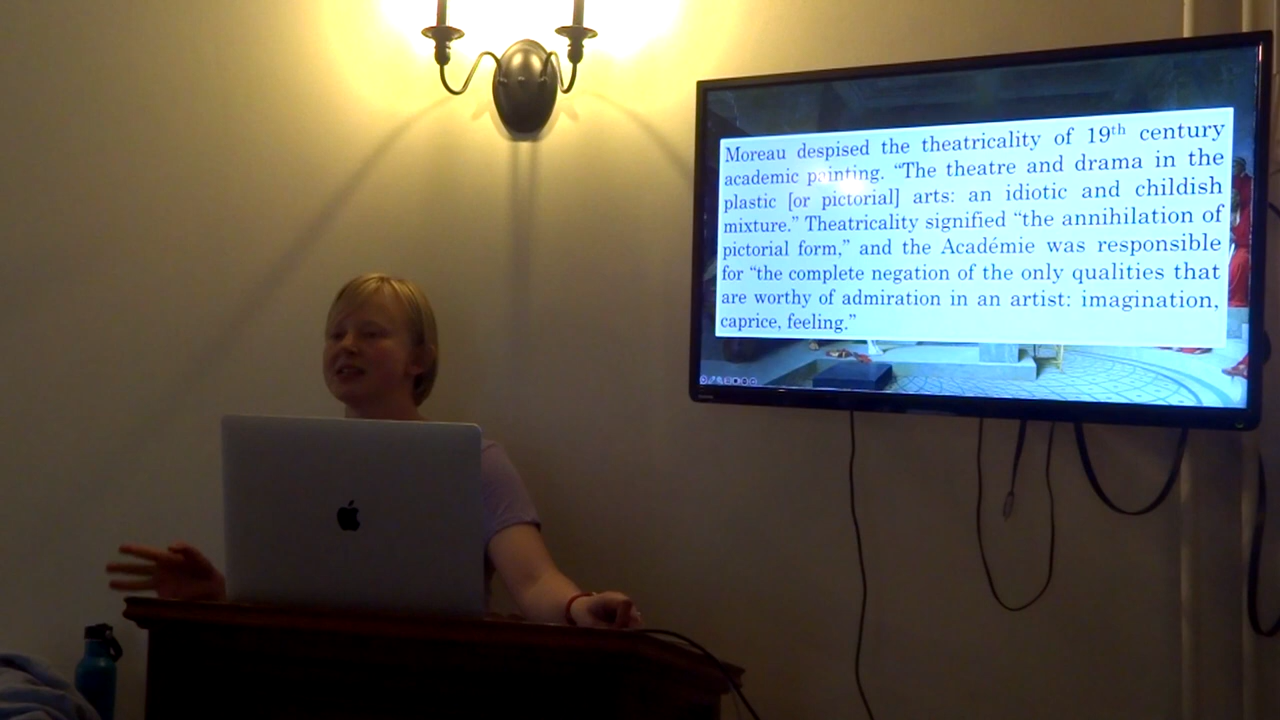 Moreau despised the theatricality of 19th century
academic painting. “The theatre and drama in the
plastic [or pictorial] arts: an idiotic and childish
mixture.” Theatricality signified “the annihilation of
pictorial form,” and the Académie was responsible
for “the complete negation of the only qualities that
are worthy of admiration in an artist: imagination,
caprice, feeling.”